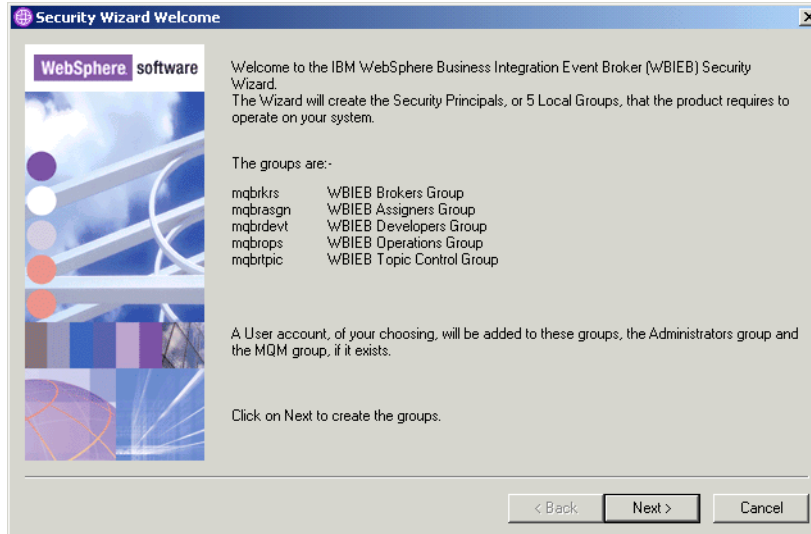 Security Wizard Welcome
WebSphere software
Welcome to the IBM WebSphere Business Integration Event Broker (WBIEB) Security
Wizard.
The Wizard will create the Security Principals, or 5 Local Groups, that the product requires to
operate on your system.
The groups are:-
mqbrkrs WBIEB Brokers Group
mqbrasgn WBIEB Assigners Group
mqbrdevt WBIEB Developers Group
mqbrops WBIEB Operations Group
mqbrtpic WBIEB Topic Control Group
A User account, of your choosing, will be added to these groups, the Administrators group and
the MQM group, if it exists.
Click on Next to create the groups.
< Back
Next >
Cancel